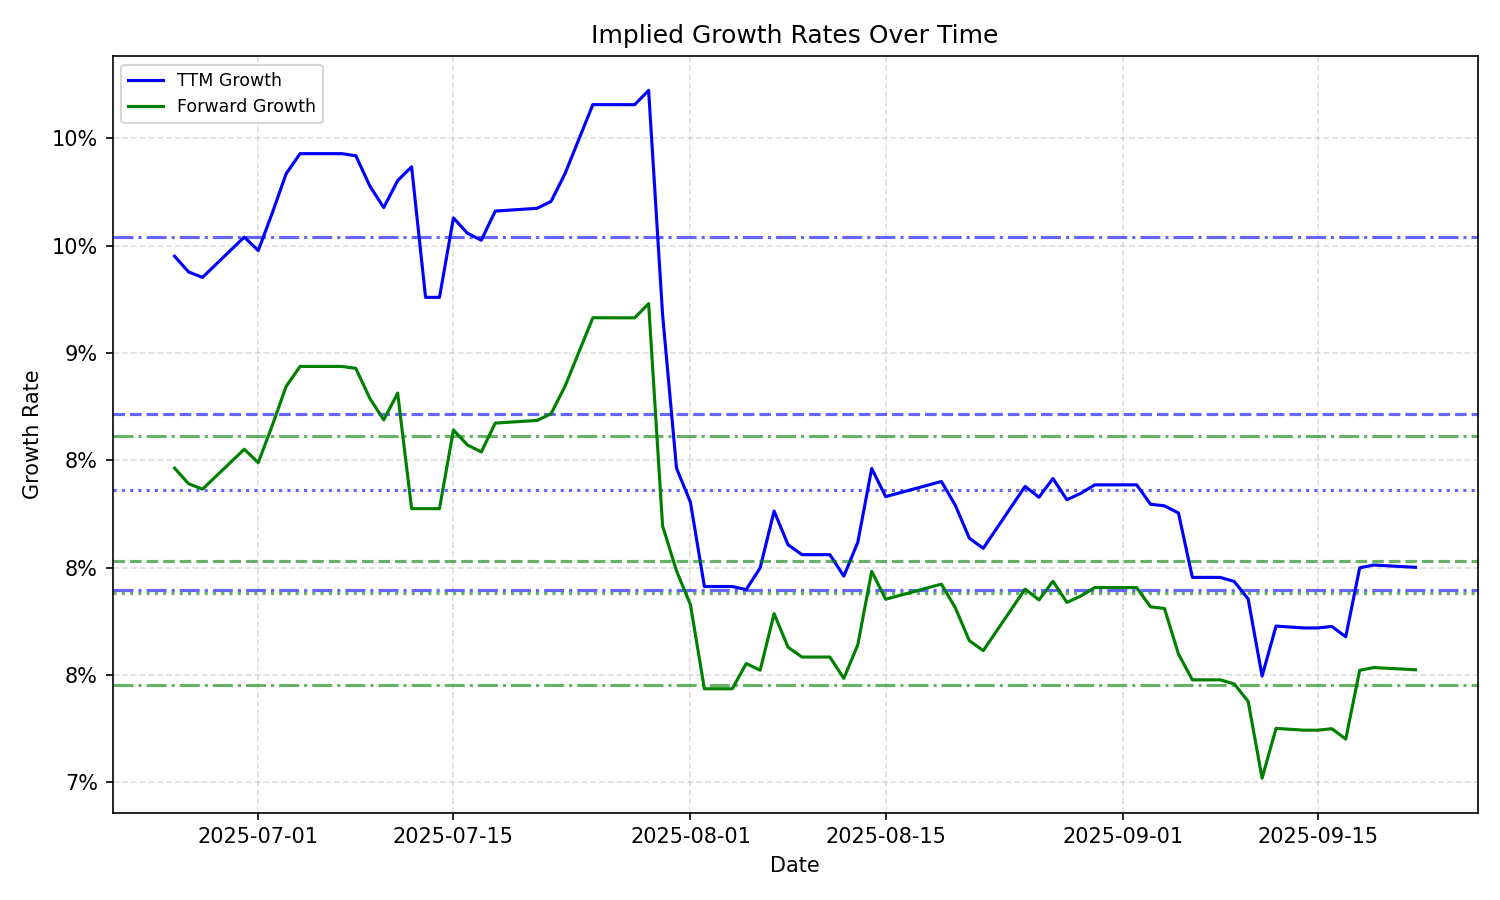 Implied Growth Rates Over Time
TTM Growth
Forward Growth
10%
10%
9%
8%
8%
8%
7%
Growth Rate
2025-07-01
2025-07-15
2025-08-01
2025-08-15
2025-09-01
2025-09-15
Date